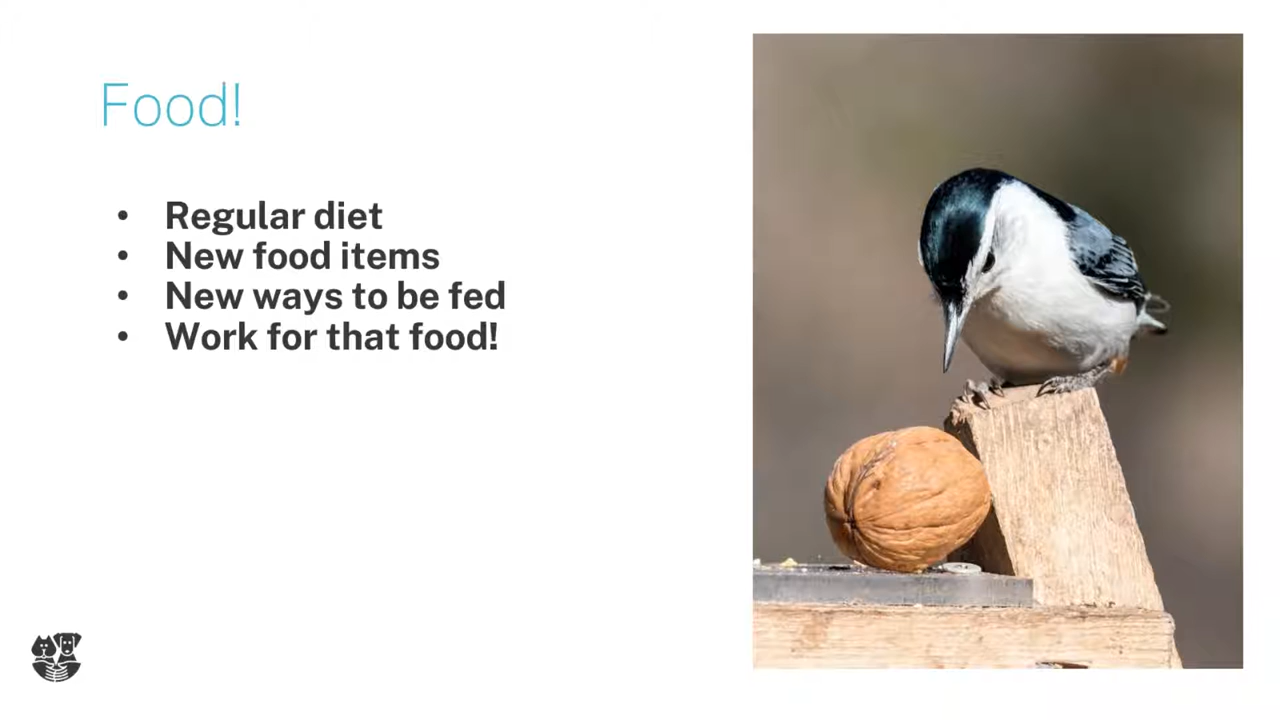 Food!
• Regular diet
• New food items
• New ways to be fed
• Work for that food!